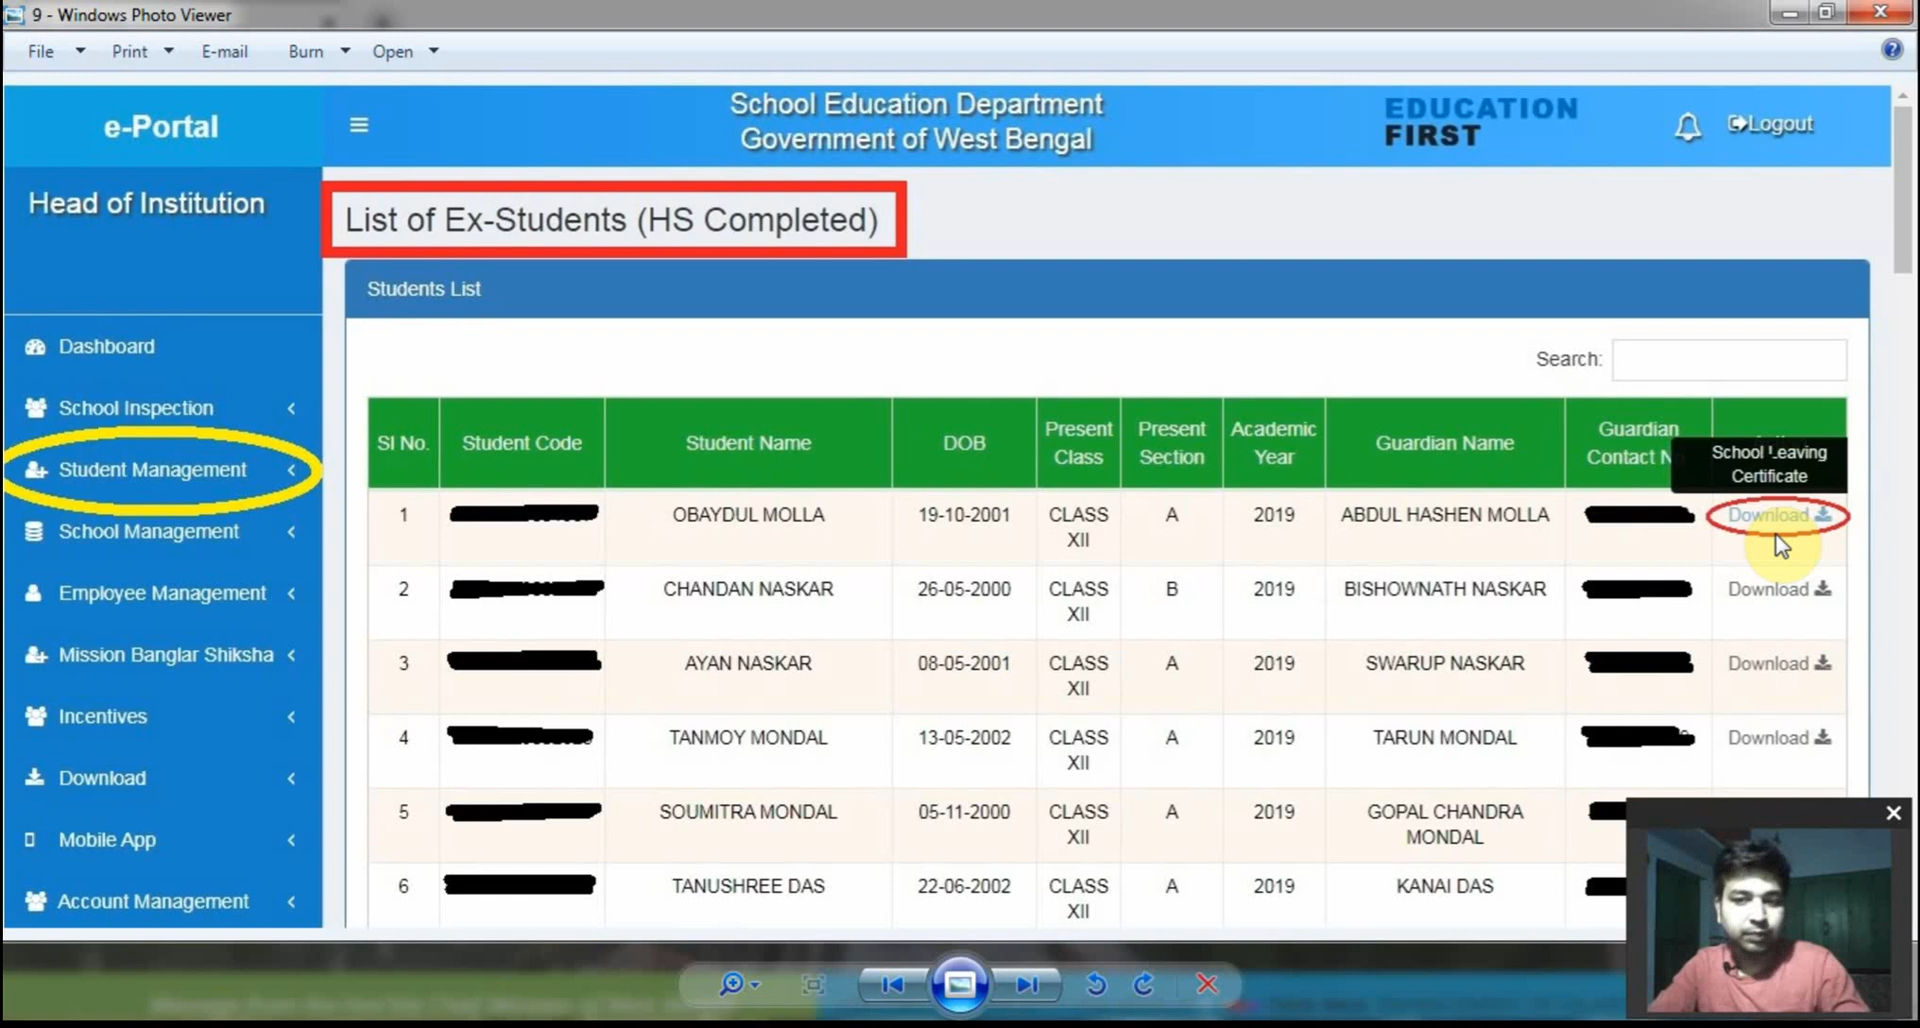 9 - Windows Photo Viewer
File Print E-mail Burn Open
e-Portal
School Education Department
Government of West Bengal
EDUCATION
FIRST
Logout
Head of Institution
List of Ex-Students (HS Completed)
Students List
Search:
Dashboard
School Inspection
Student Management
School Management
Employee Management
Mission Banglar Shiksha
Incentives
Download
Mobile App
Account Management
Sl No. Student Code Student Name DOB Present Class Present Section Academic Year Guardian Name Guardian Contact N
School Leaving
Certificate
1 OBAYDUL MOLLA 19-10-2001 CLASS XII A 2019 ABDUL HASHEN MOLLA Download
2 CHANDAN NASKAR 26-05-2000 CLASS XII B 2019 BISHOWNATH NASKAR Download
3 AYAN NASKAR 08-05-2001 CLASS XII A 2019 SWARUP NASKAR Download
4 TANMOY MONDAL 13-05-2002 CLASS XII A 2019 TARUN MONDAL Download
5 SOUMITRA MONDAL 05-11-2000 CLASS XII A 2019 GOPAL CHANDRA MONDAL
6 TANUSHREE DAS 22-06-2002 CLASS XII A 2019 KANAI DAS